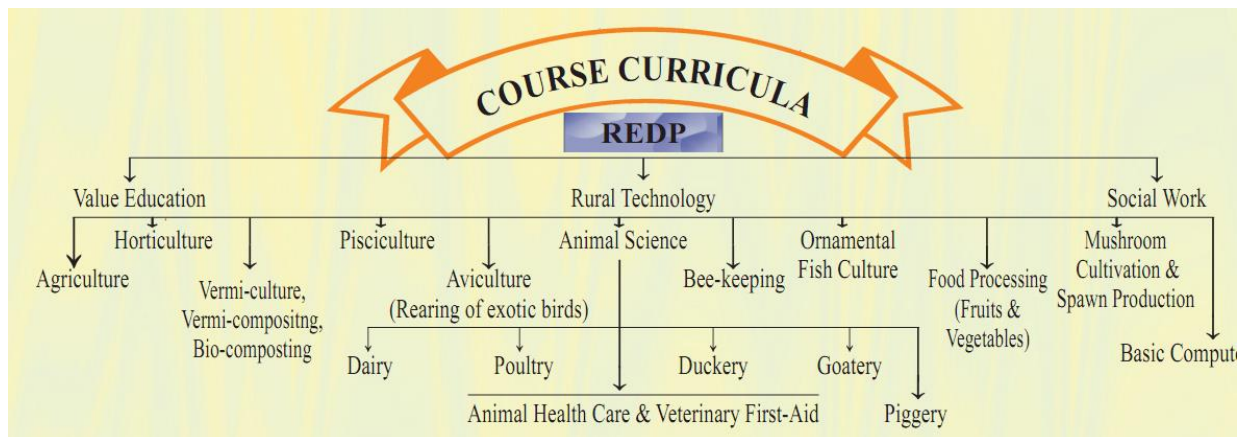 COURSE CURRICULA
REDP
Value Education
Rural Technology
Social Work
Agriculture
Horticulture
Vermi-culture,
Vermi-compositng,
Bio-composting
Pisciculture
Aviculture
(Rearing of exotic birds)
Animal Science
Bee-keeping
Ornamental
Fish Culture
Food Processing
(Fruits &
Vegetables)
Mushroom
Cultivation &
Spawn Production
Basic Compute
Dairy
Poultry
Duckery
Goatery
Animal Health Care & Veterinary First-Aid
Piggery